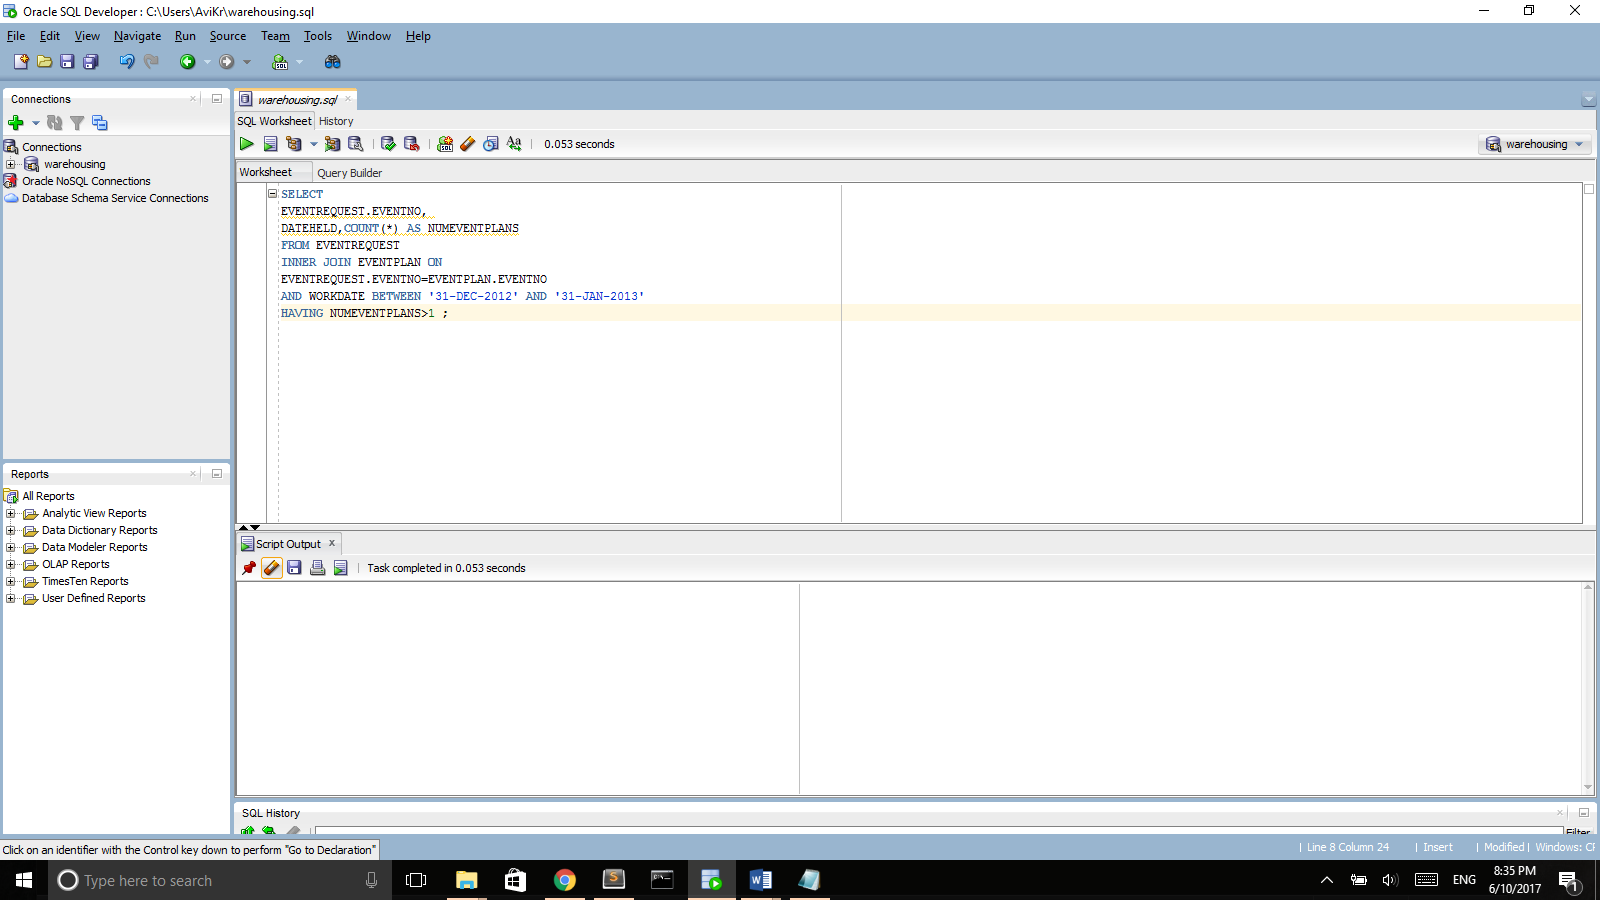 Oracle SQL Developer : C:\Users\AviKr\warehousing.sql
File Edit View Navigate Run Source Team Tools Window Help
Connections
Connections
warehousing
Oracle NoSQL Connections
Database Schema Service Connections
Reports
All Reports
Analytic View Reports
Data Dictionary Reports
Data Modeler Reports
OLAP Reports
TimesTen Reports
User Defined Reports
warehousing.sql
SQL Worksheet History
0.053 seconds
warehousing
Worksheet Query Builder
SELECT
EVENTREQUEST.EVENTNO,
DATEHELD,COUNT(*) AS NUMEVENTPLANS
FROM EVENTREQUEST
INNER JOIN EVENTPLAN ON
EVENTREQUEST.EVENTNO=EVENTPLAN.EVENTNO
AND WORKDATE BETWEEN '31-DEC-2012' AND '31-JAN-2013'
HAVING NUMEVENTPLANS>1 ;
Script Output
Task completed in 0.053 seconds
SQL History
Filter
Click on an identifier with the Control key down to perform "Go to Declaration"
Line 8 Column 24 Insert Modified Windows: CF
Type here to search
ENG
8:35 PM
6/10/2017
1